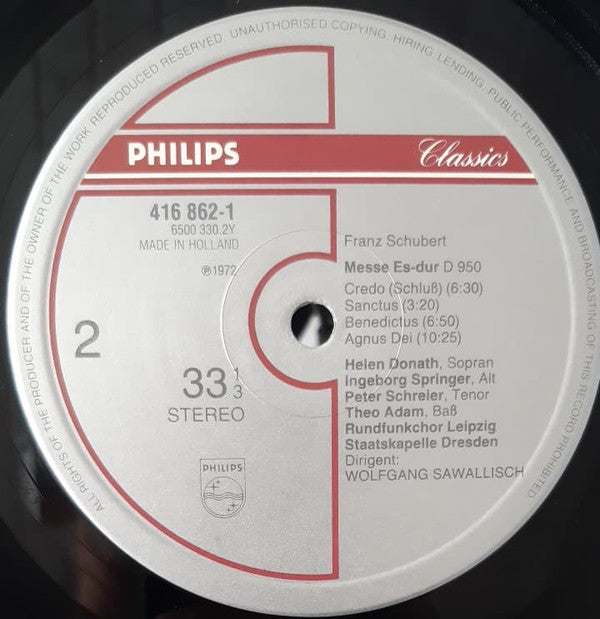 ALL RIGHTS OF THE PRODUCER AND OF THE OWNER OF THE WORK REPRODUCED RESERVED. UNAUTHORISED COPYING. HIRING. LENDING. PUBLIC PERFORMANCE AND BROADCASTING OF THIS RECORD PROHIBITED
PHILIPS
Classics
416 862-1
6500 330.2Y
MADE IN HOLLAND
℗1972
2
33 1/3
STEREO
PHILIPS
Franz Schubert
Messe Es-dur D 950
Credo (Schluß) (6:30)
Sanctus (3:20)
Benedictus (6:50)
Agnus Dei (10:25)
Helen Donath, Sopran
Ingeborg Springer, Alt
Peter Schreier, Tenor
Theo Adam, Baß
Rundfunkchor Leipzig
Staatskapelle Dresden
Dirigent:
WOLFGANG SAWALLISCH